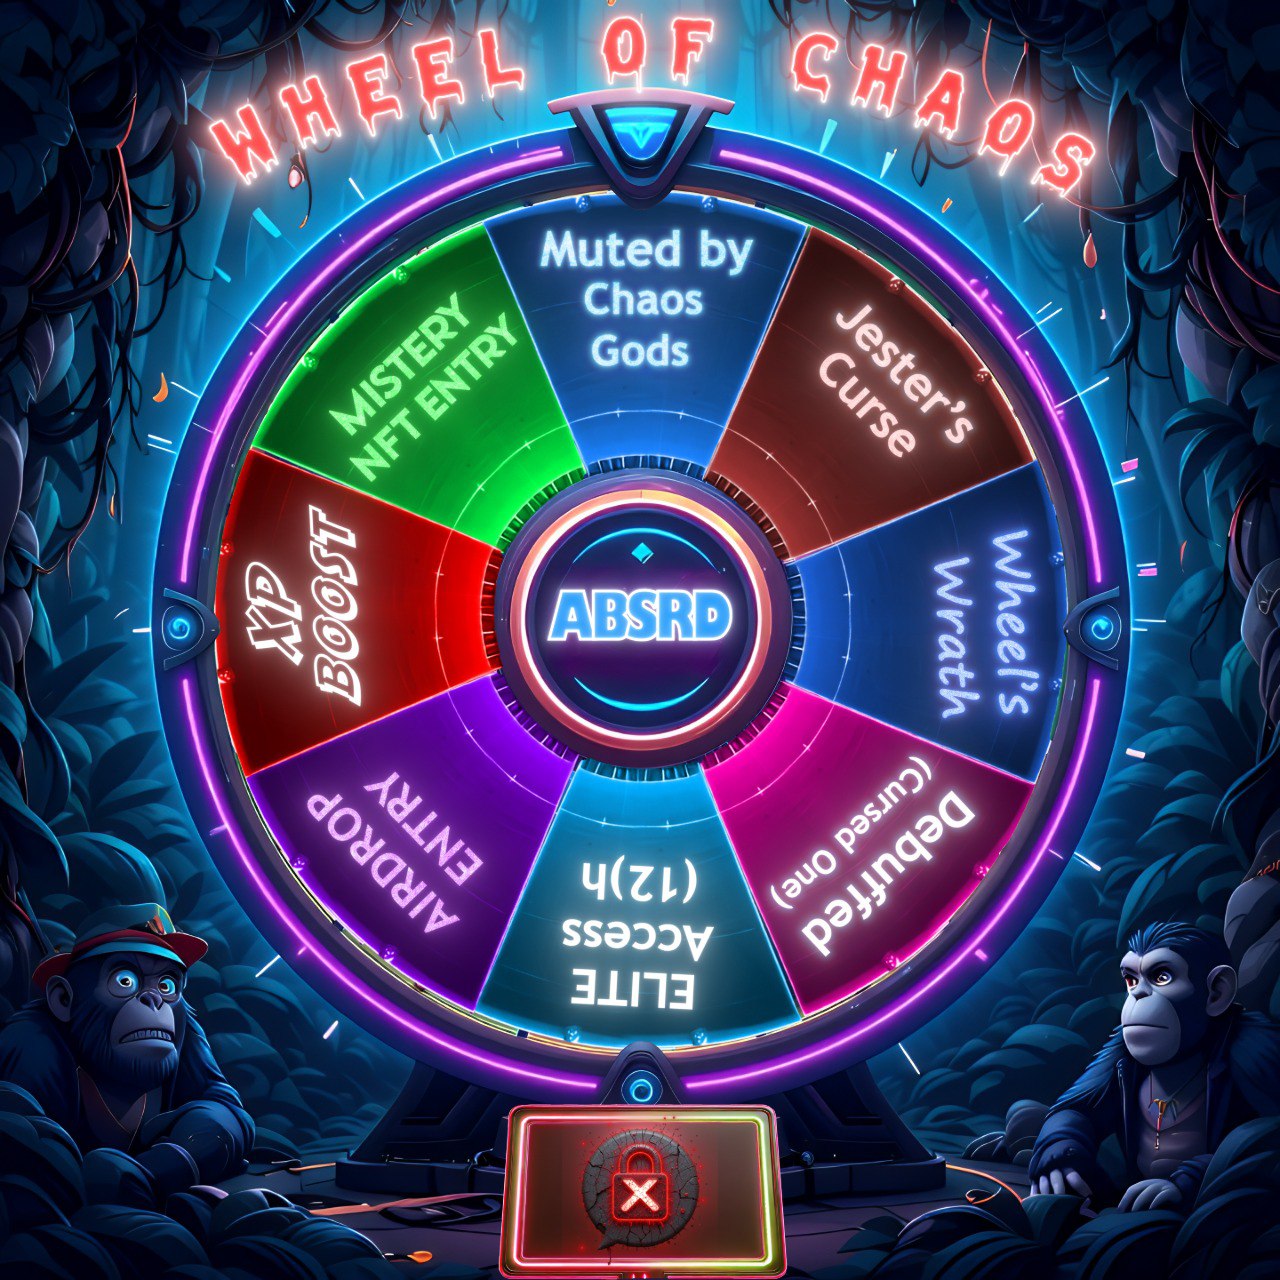 WHEEL OF CHAOS
Muted by
Chaos
Gods
Jester's
Curse
Wheel's
Wrath
Debuffed
(Cursed One)
ELITE
Access
(12)h
AIRDROP
ENTRY
XP
BOOST
MISTERY
NFT ENTRY
ABSRD
X